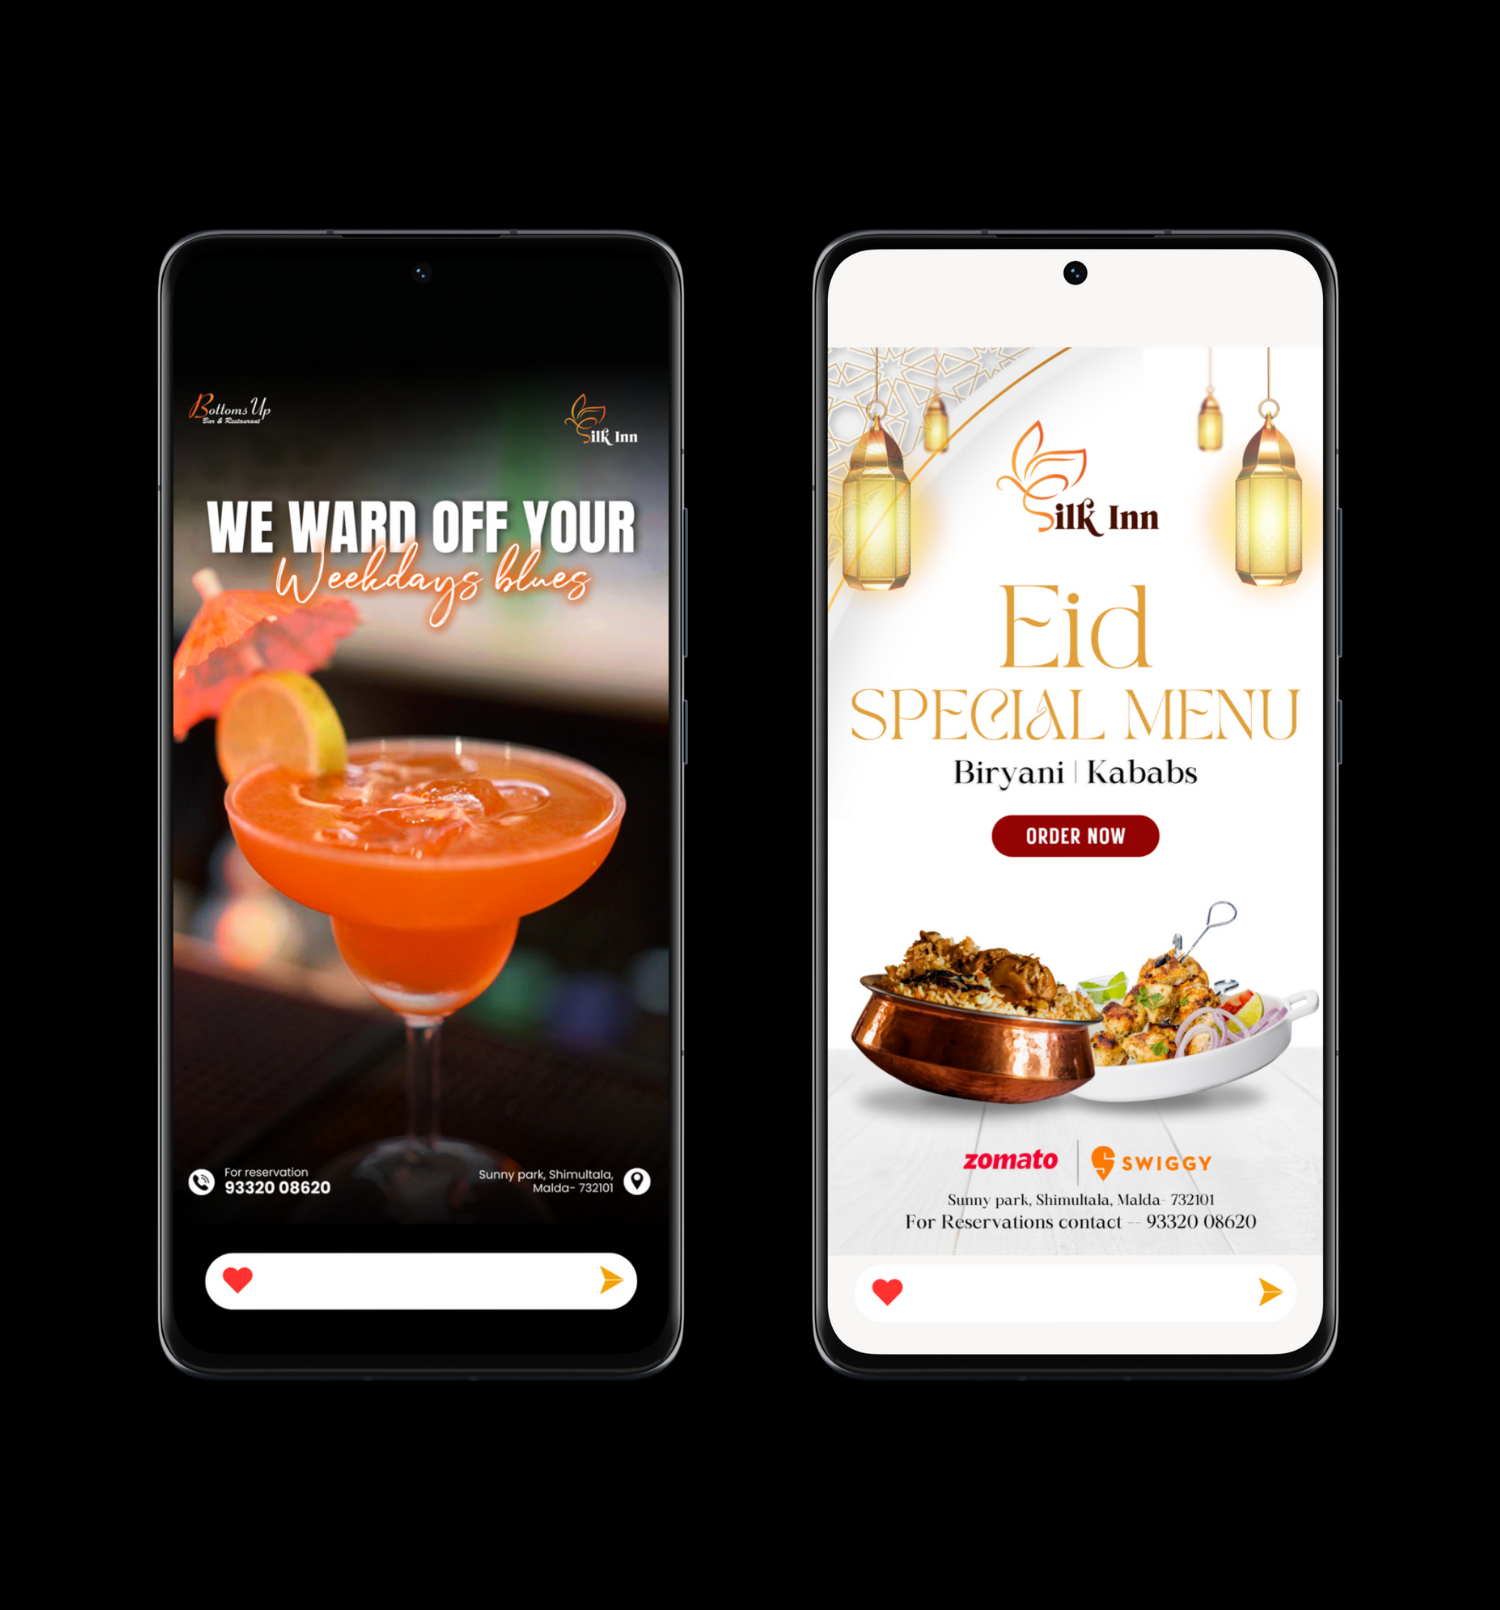 Bottoms Up
Bar & Restaurant
Silk Inn
WE WARD OFF YOUR
Weekdays blues
For reservation
93320 08620
Sunny park, Shimultala,
Malda- 732101
Silk Inn
Eid
SPECIAL MENU
Biryani | Kababs
ORDER NOW
zomato | SWIGGY
Sunny park, Shimultala, Malda- 732101
For Reservations contact -- 93320 08620